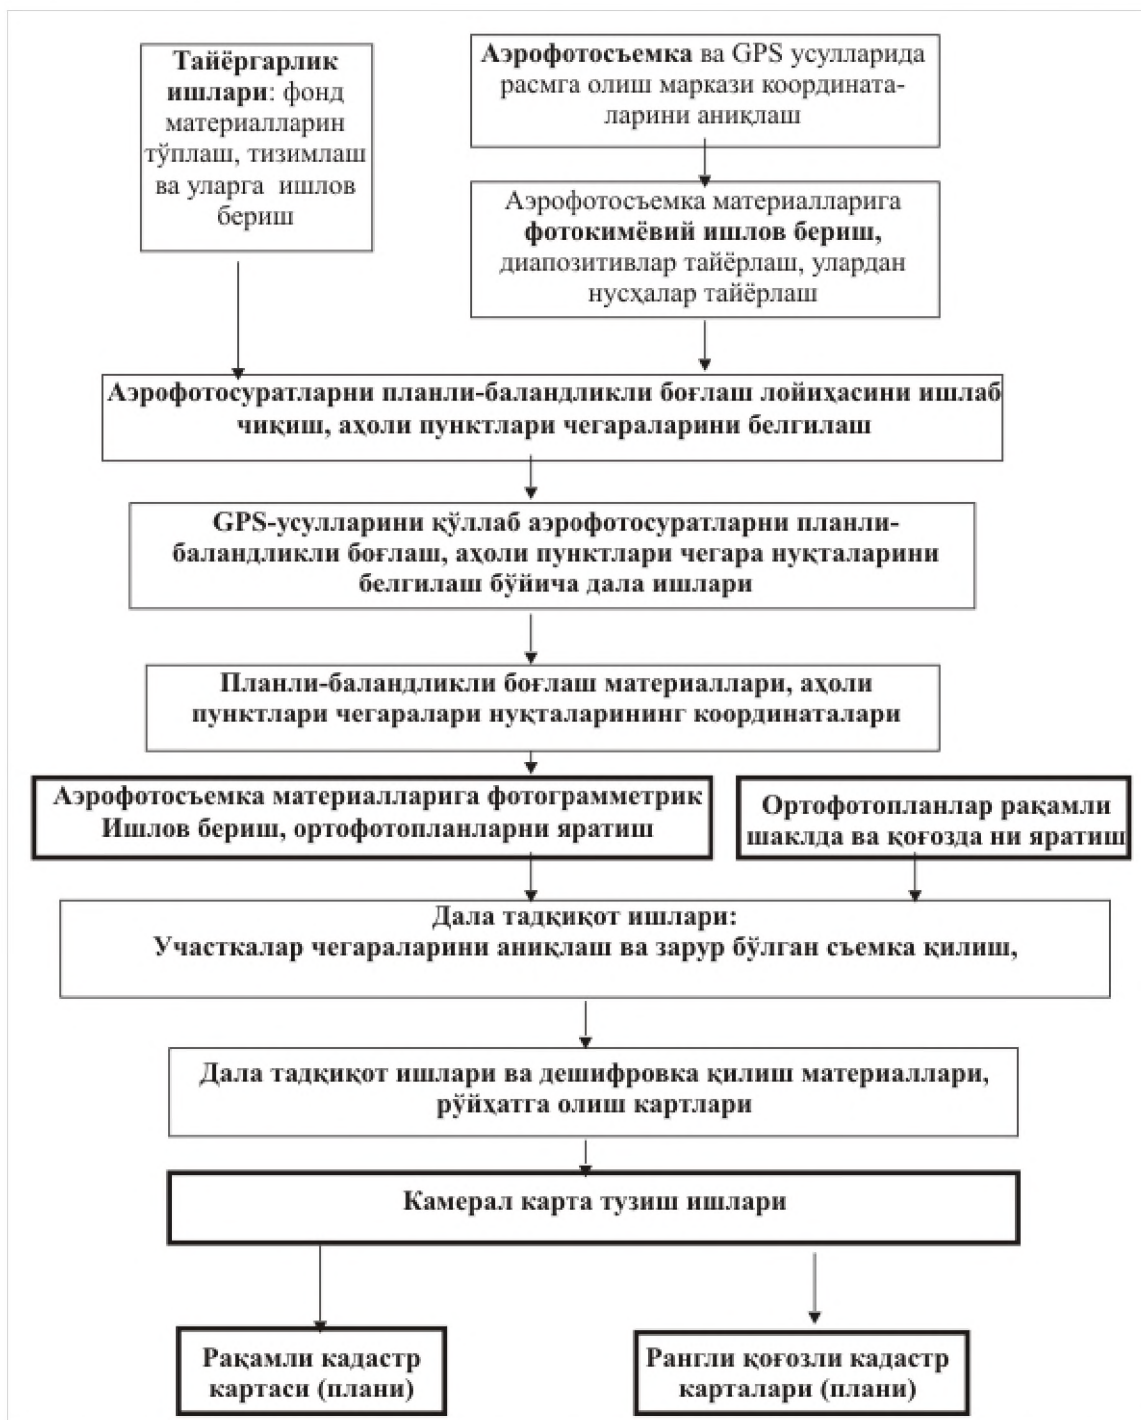 Тайёргарлик
ишлари: фонд
материалларин
тўплаш, тизимлаш
ва уларга ишлов
бериш
Аэрофотосъемка ва GPS усулларида
расмга олиш маркази координата-
ларини аниқлаш
Аэрофотосъемка материалларига
фотокимёвий ишлов бериш,
диапозитивлар тайёрлаш, улардан
нусҳалар тайёрлаш
Аэрофотосуратларни планли-баландликли боғлаш лойиҳасини ишлаб
чиқиш, аҳоли пунктлари чегараларини белгилаш
GPS-усулларини қўллаб аэрофотосуратларни планли-
баландликли боғлаш, аҳоли пунктлари чегара нуқталарини
белгилаш бўйича дала ишлари
Планли-баландликли боғлаш материаллари, аҳоли
пунктлари чегаралари нуқталарининг координаталари
Аэрофотосъемка материалларига фотограмметрик
Ишлов бериш, ортофотопланларни яратиш
Ортофотопланлар рақамли
шаклда ва қоғозда ни яратиш
Дала тадқиқот ишлари:
Участкалар чегараларини аниқлаш ва зарур бўлган съемка қилиш,
Дала тадқиқот ишлари ва дешифровка қилиш материаллари,
рўйҳатга олиш картлари
Камерал карта тузиш ишлари
Рақамли кадастр
картаси (плани)
Рангли қоғозли кадастр
карталари (плани)